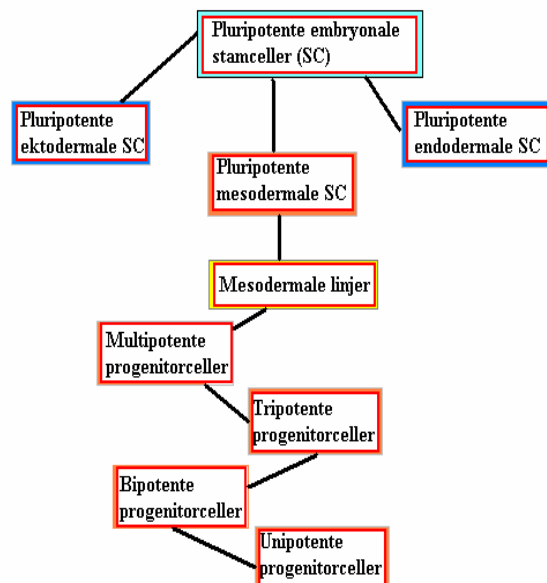 Pluripotente embryonale
stamceller (SC)
Pluripotente
ektodermale SC
Pluripotente
endodermale SC
Pluripotente
mesodermale SC
Mesodermale linjer
Multipotente
progenitorceller
Tripotente
progenitorceller
Bipotente
progenitorceller
Unipotente
progenitorceller